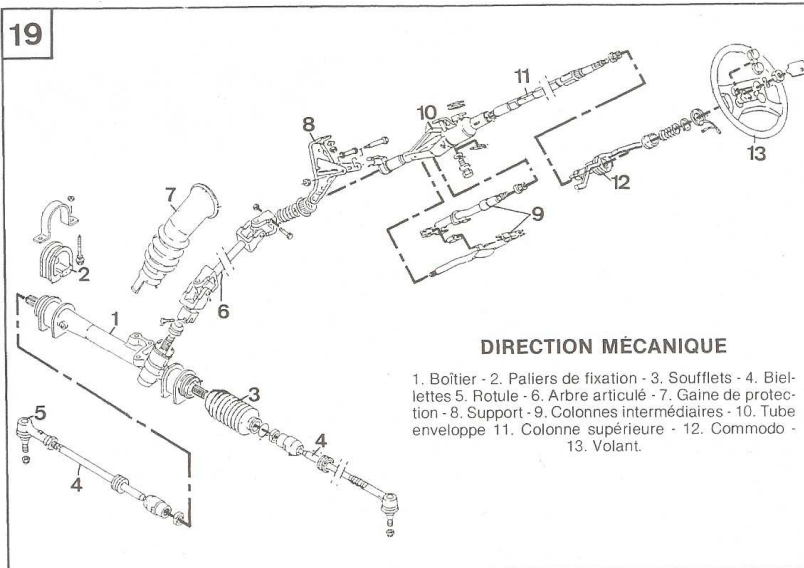 19
11
10
8
13
7
12
9
2
6
1
DIRECTION MÉCANIQUE
1. Boîtier - 2. Paliers de fixation - 3. Soufflets - 4. Biel-
lettes 5. Rotule - 6. Arbre articulé - 7. Gaine de protec-
tion - 8. Support - 9. Colonnes intermédiaires - 10. Tube
enveloppe 11. Colonne supérieure - 12. Commodo -
13. Volant.
3
5
4
4